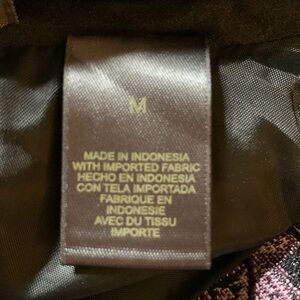 M
MADE IN INDONESIA
WITH IMPORTED FABRIC
HECHO EN INDONESIA
CON TELA IMPORTADA
FABRIQUE EN
INDONESIE
AVEC DU TISSU
IMPORTE